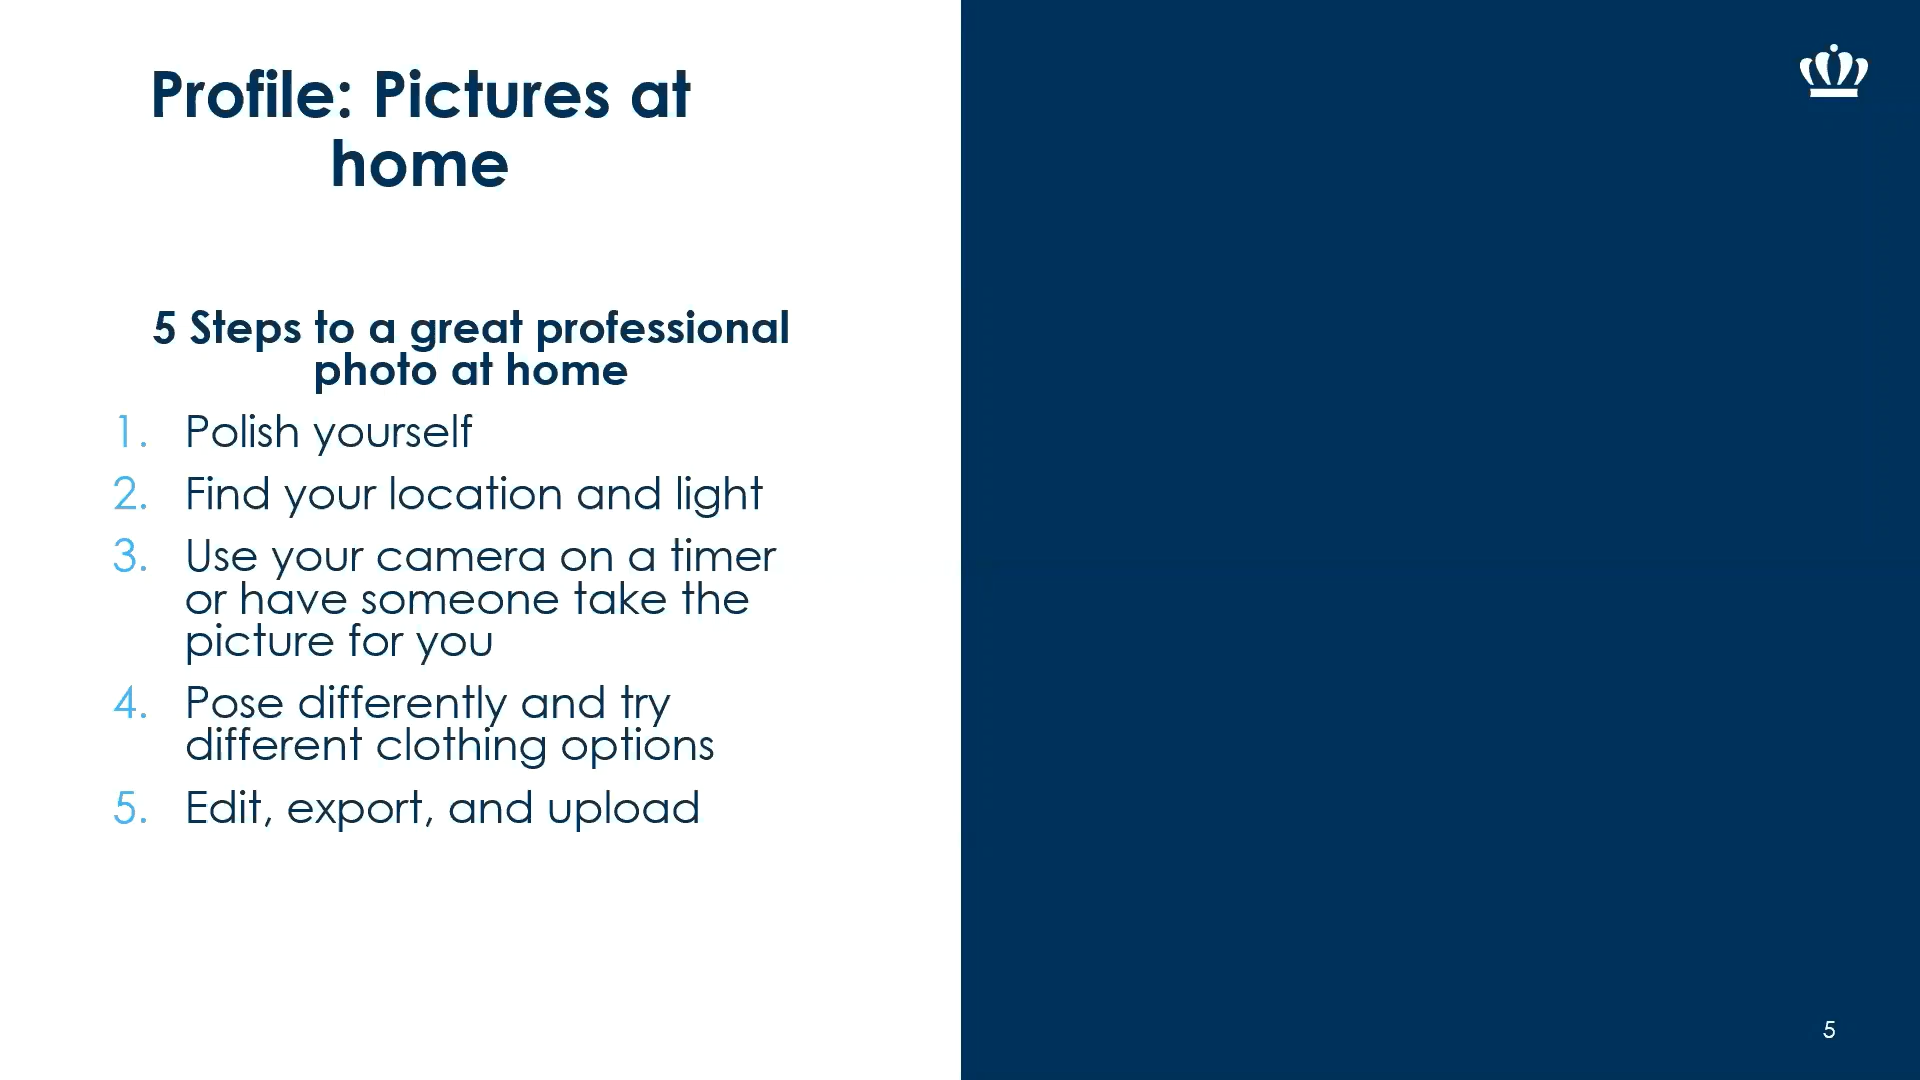 Profile: Pictures at
home
5 Steps to a great professional
photo at home
1. Polish yourself
2. Find your location and light
3. Use your camera on a timer
or have someone take the
picture for you
4. Pose differently and try
different clothing options
5. Edit, export, and upload
5